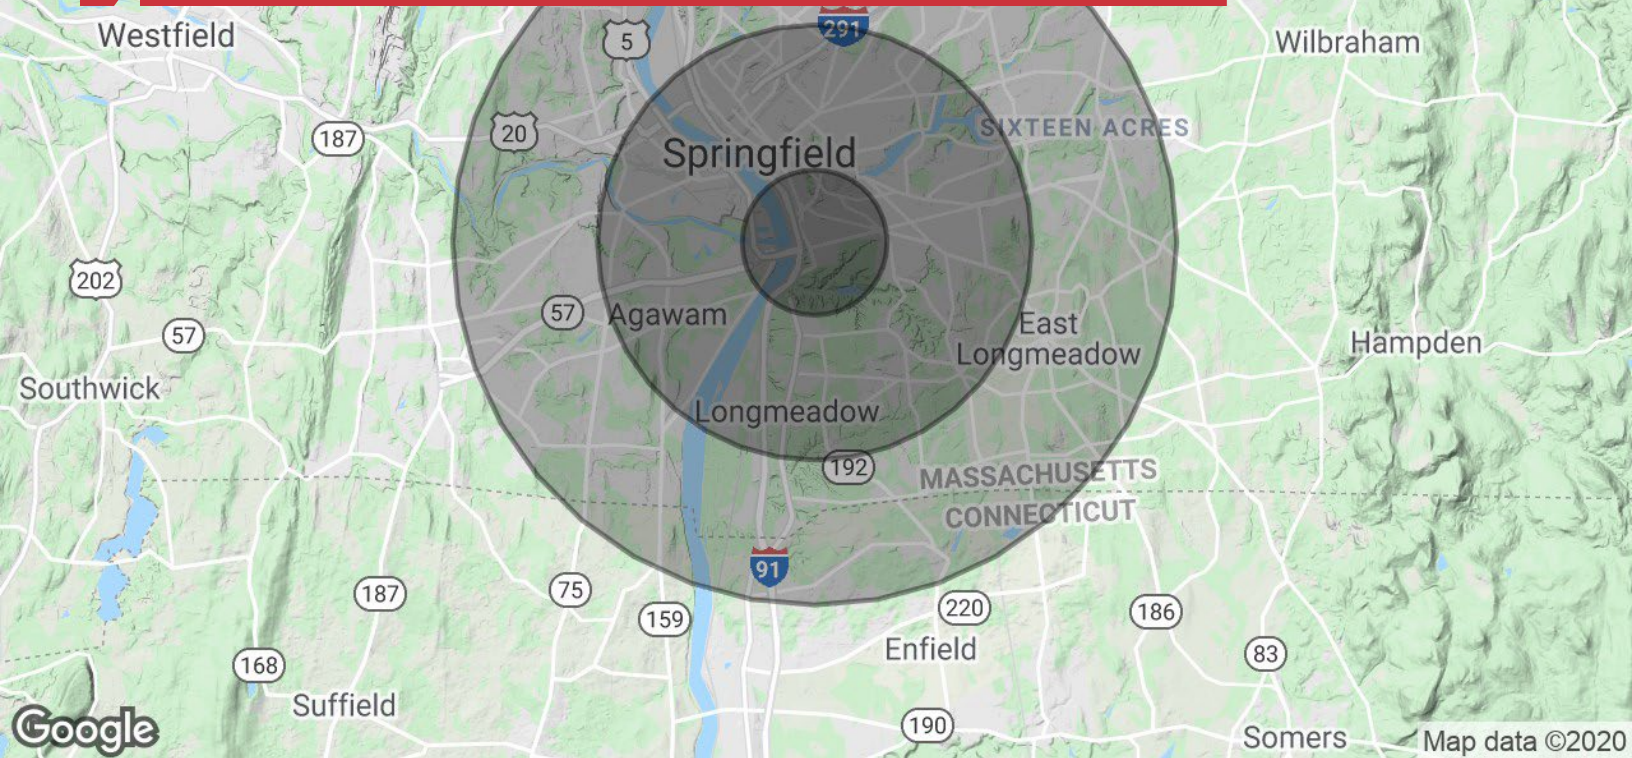 Westfield
5
291
Wilbraham
187
20
SIXTEEN ACRES
Springfield
202
57
57
Agawam
East
Longmeadow
Hampden
Southwick
Longmeadow
192
MASSACHUSETTS
CONNECTICUT
91
187
75
159
220
186
Enfield
83
168
Suffield
190
Google
Somers
Map data ©2020